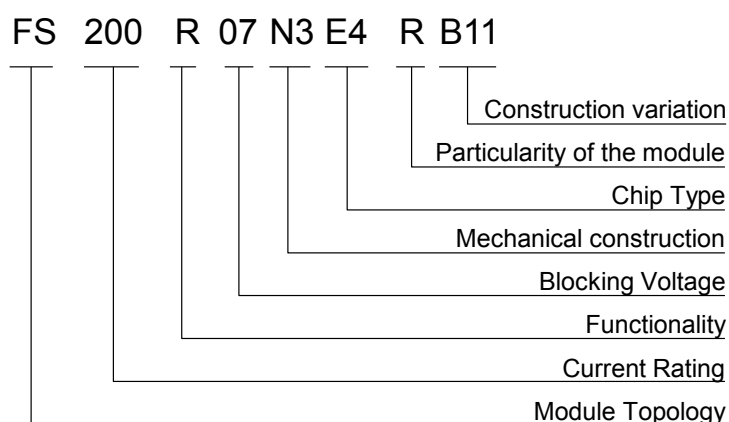 FS 200 R 07 N3 E4 R B11
Construction variation
Particularity of the module
Chip Type
Mechanical construction
Blocking Voltage
Functionality
Current Rating
Module Topology